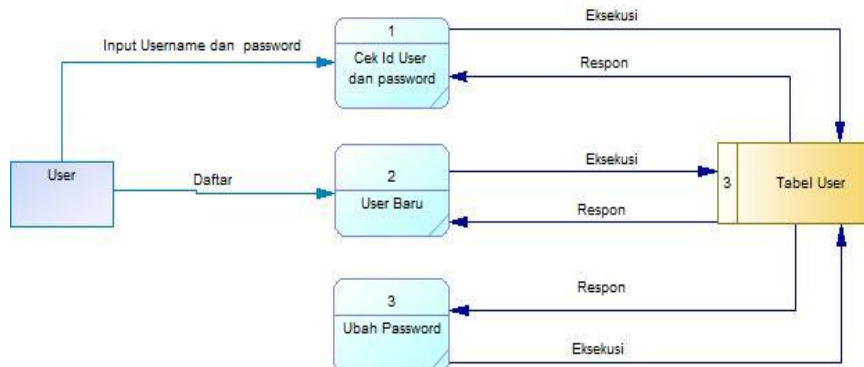 Eksekusi
1
Input Username dan password
Cek Id User
dan password
Respon
User
Daftar
2
User Baru
Eksekusi
Respon
3
Tabel User
3
Ubah Password
Respon
Eksekusi